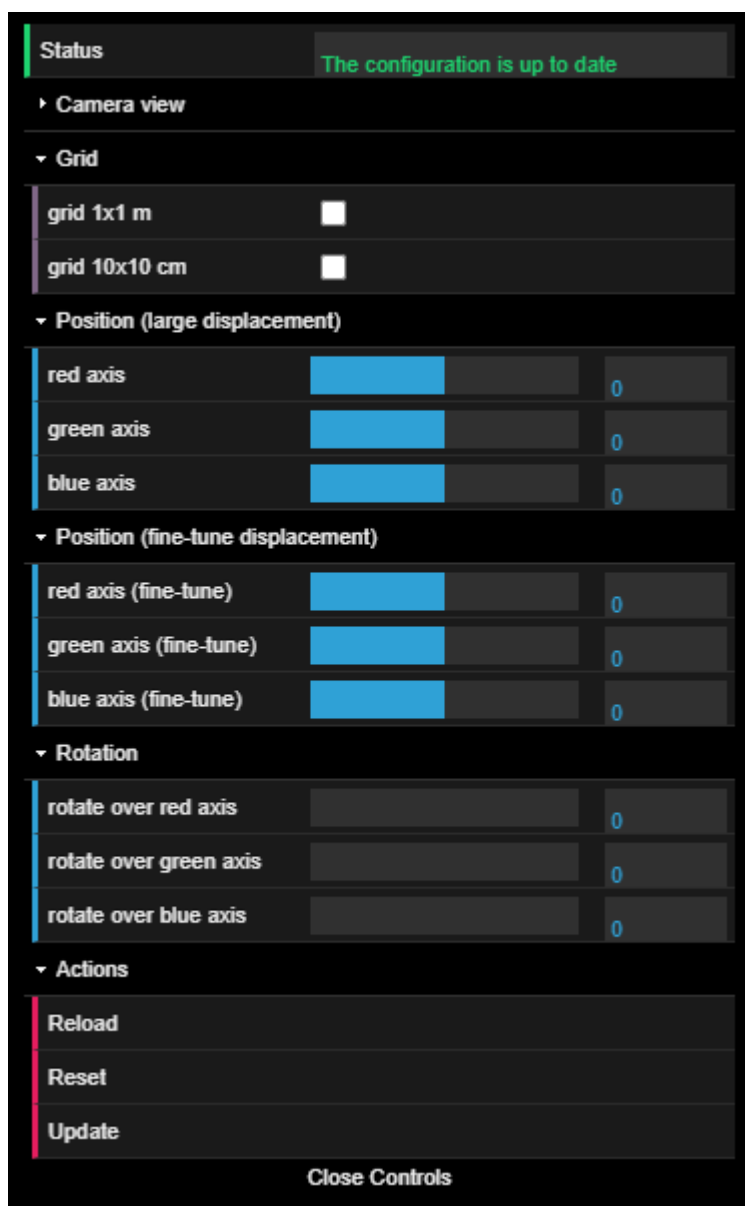 Status The configuration is up to date
Camera view
Grid
grid 1x1 m
grid 10x10 cm
Position (large displacement)
red axis 0
green axis 0
blue axis 0
Position (fine-tune displacement)
red axis (fine-tune) 0
green axis (fine-tune) 0
blue axis (fine-tune) 0
Rotation
rotate over red axis 0
rotate over green axis 0
rotate over blue axis 0
Actions
Reload
Reset
Update
Close Controls